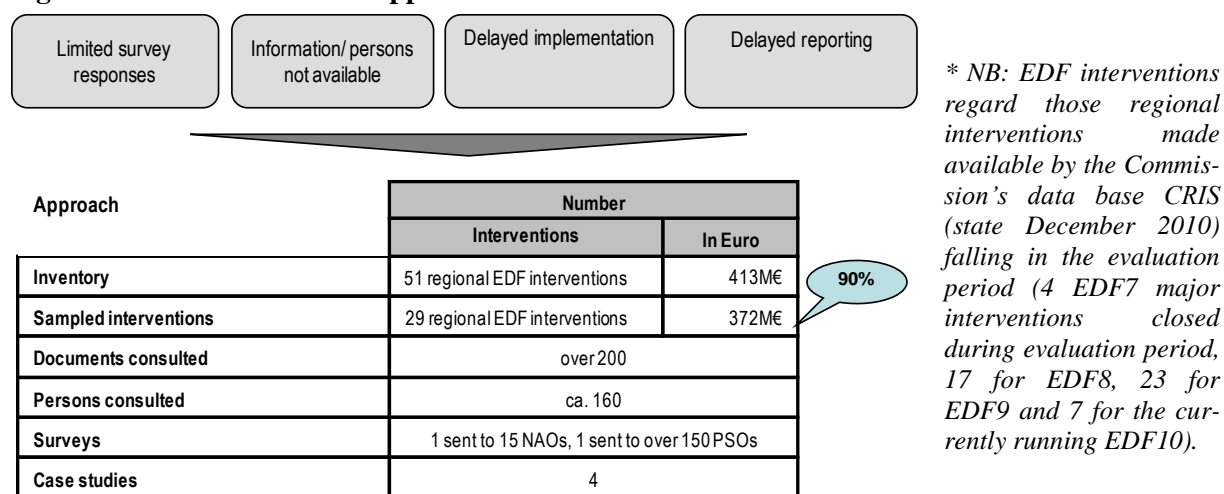 Limited survey
responses
Information/ persons
not available
Delayed implementation
Delayed reporting
Approach
Number
Interventions
In Euro
Inventory
51 regional EDF interventions
413M€
90%
Sampled interventions
29 regional EDF interventions
372M€
Documents consulted
over 200
Persons consulted
ca. 160
Surveys
1 sent to 15 NAOs, 1 sent to over 150 PSOs
Case studies
4
* NB: EDF interventions
regard those regional
interventions made
available by the Commis-
sion's data base CRIS
(state December 2010)
falling in the evaluation
period (4 EDF7 major
interventions closed
during evaluation period,
17 for EDF8, 23 for
EDF9 and 7 for the cur-
rently running EDF10).